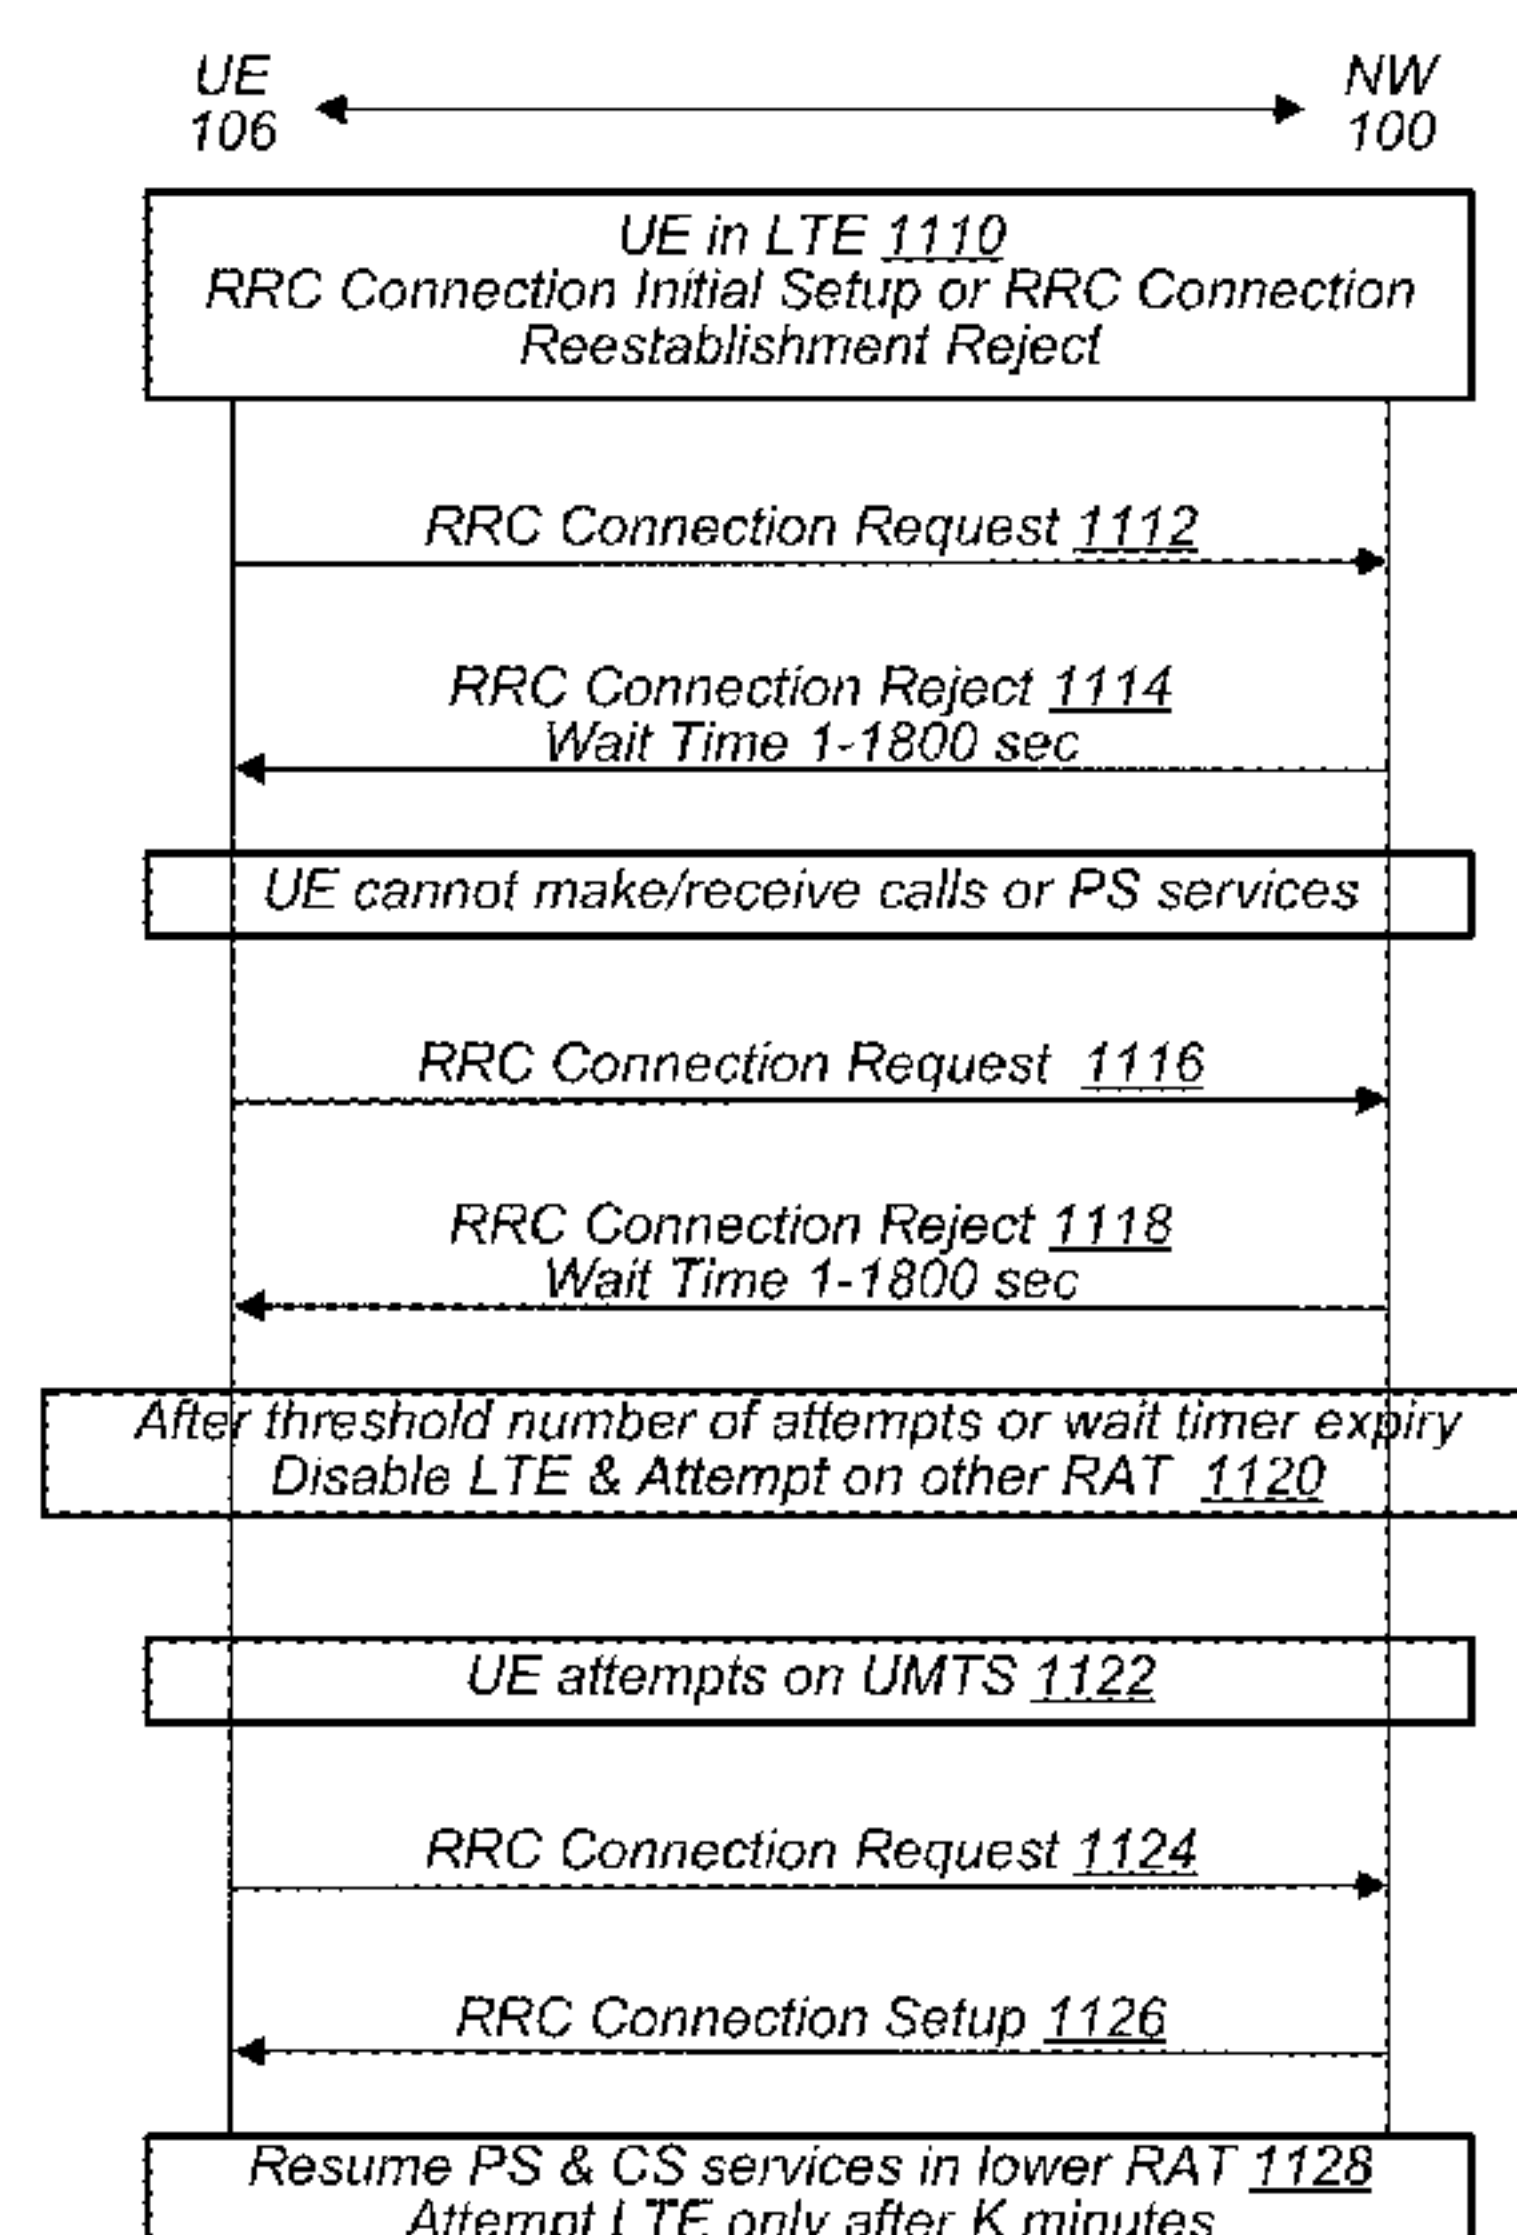 UE
106
NW
100
UE in LTE 1110
RRC Connection Initial Setup or RRC Connection
Reestablishment Reject
RRC Connection Request 1112
RRC Connection Reject 1114
Wait Time 1-1800 sec
UE cannot make/receive calls or PS services
RRC Connection Request 1116
RRC Connection Reject 1118
Wait Time 1-1800 sec
After threshold number of attempts or wait timer expiry
Disable LTE & Attempt on other RAT 1120
UE attempts on UMTS 1122
RRC Connection Request 1124
RRC Connection Setup 1126
Resume PS & CS services in lower RAT 1128
Attempt LTE only after K minutes